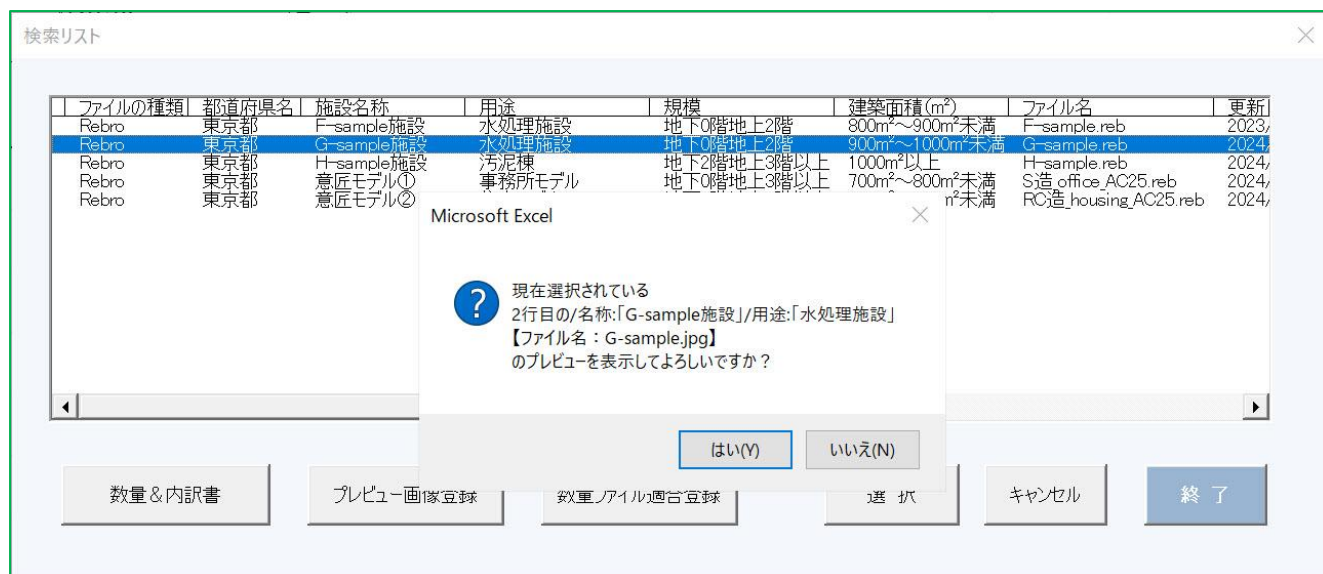 検索リスト
ファイルの種類 都道府県名 施設名称 用途 規模 建築面積(m²) ファイル名 更新
Rebro 東京都 F-sample施設 水処理施設 地下0階地上2階 800m²～900m²未満 F-sample.reb 2023/
Rebro 東京都 G-sample施設 水処理施設 地下0階地上2階 900m²～1000m²未満 G-sample.reb 2024/
Rebro 東京都 H-sample施設 汚泥棟 地下2階地上3階以上 1000m²以上 H-sample.reb 2024/
Rebro 東京都 意匠モデル① 事務所モデル 地下0階地上3階以上 700m²～800m²未満 S造_office_AC25.reb 2024/
Rebro 東京都 意匠モデル② m²未満 RC造_housing_AC25.reb 2024/
Microsoft Excel
現在選択されている
2行目の/名称:「G-sample施設」/用途:「水処理施設」
【ファイル名：G-sample.jpg】
のプレビューを表示してよろしいですか？
はい(Y) いいえ(N)
数量＆内訳書 プレビュー画像登録 数量ファイル適合登録 選 択 キャンセル 終 了